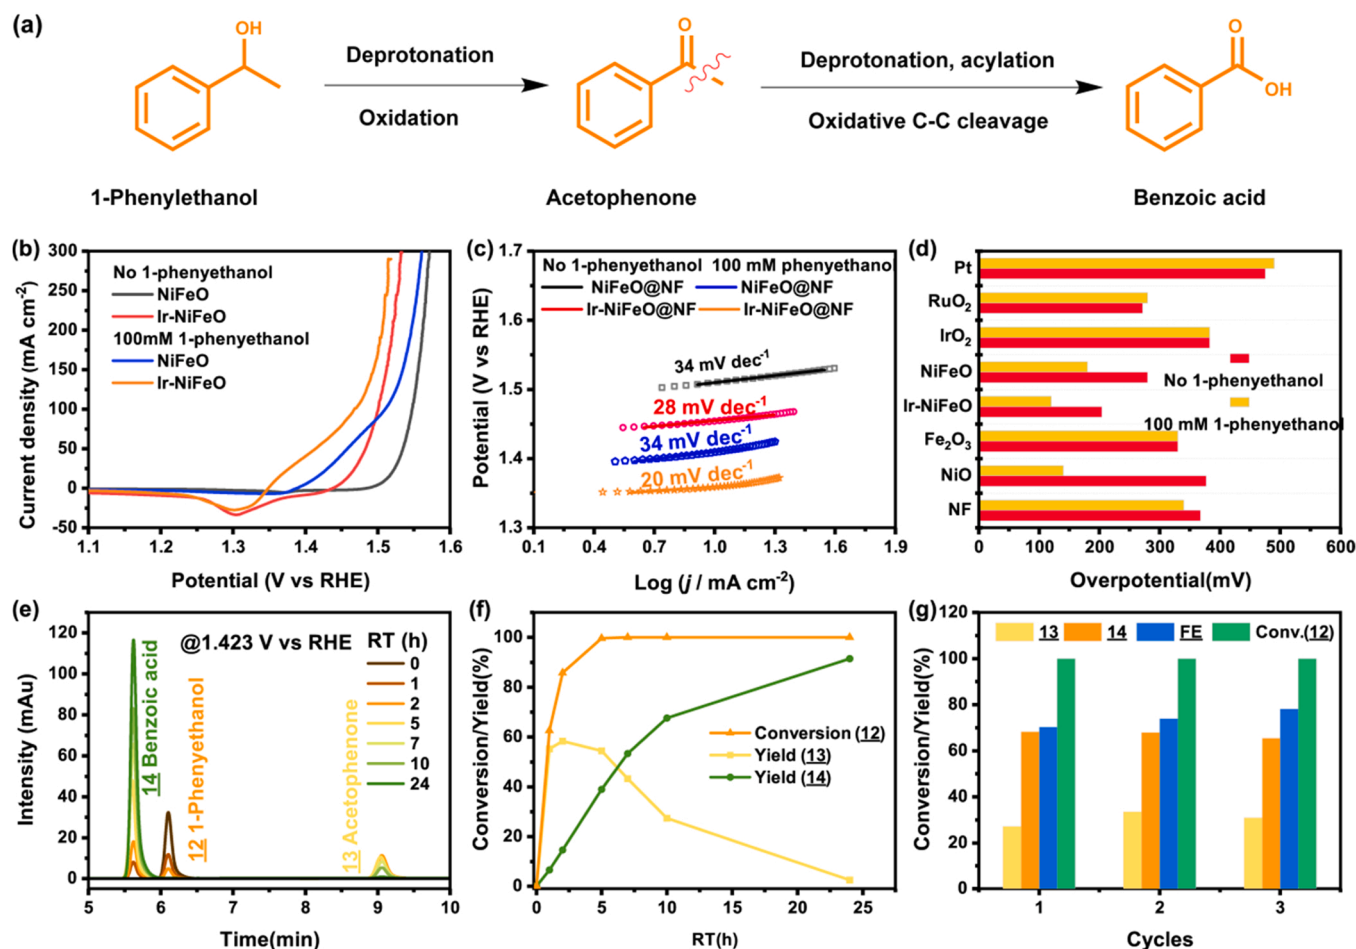 (a)
OH
Deprotonation
Oxidation
O
Deprotonation, acylation
Oxidative C-C cleavage
O
OH
1-Phenylethanol
Acetophenone
Benzoic acid
(b)
300
250
200
150
100
50
0
-50
Current density (mA cm-2)
No 1-phenyethanol
NiFeO
Ir-NiFeO
100mM 1-phenyethanol
NiFeO
Ir-NiFeO
1.1
1.2
1.3
1.4
1.5
1.6
Potential (V vs RHE)
(c)
1.7
1.6
1.5
1.4
1.3
Potential (V vs RHE)
No 1-phenyethanol 100 mM phenyethanol
NiFeO@NF NiFeO@NF
Ir-NiFeO@NF Ir-NiFeO@NF
34 mV dec-1
28 mV dec-1
34 mV dec-1
20 mV dec-1
0.1
0.4
0.7
1.0
1.3
1.6
1.9
Log (j / mA cm-2)
(d)
Pt
RuO2
IrO2
NiFeO
Ir-NiFeO
Fe2O3
NiO
NF
No 1-phenyethanol
100 mM 1-phenyethanol
0
100
200
300
400
500
600
Overpotential(mV)
(e)
120
100
80
60
40
20
0
Intensity (mAu)
@1.423 V vs RHE
RT (h)
0
1
2
5
7
10
24
14 Benzoic acid
12 1-Phenyethanol
13 Acetophenone
5
6
7
8
9
10
Time(min)
(f)
100
80
60
40
20
0
Conversion/Yield(%)
Conversion (12)
Yield (13)
Yield (14)
0
5
10
15
20
25
RT(h)
(g)
120
100
80
60
40
20
0
Conversion/Yield(%)
13
14
FE
Conv.(12)
1
2
3
Cycles